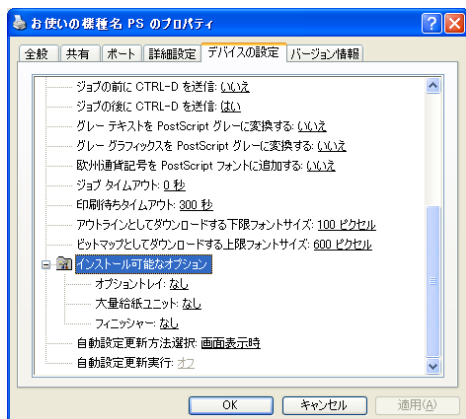 お使いの機種名 PS のプロパティ
全般 共有 ポート 詳細設定 デバイスの設定 バージョン情報
ジョブの前に CTRL-D を送信: いいえ
ジョブの後に CTRL-D を送信: はい
グレー テキストを PostScript グレーに変換する: いいえ
グレー グラフィックスを PostScript グレーに変換する: いいえ
欧州通貨記号を PostScript フォントに追加する: いいえ
ジョブ タイムアウト: 0 秒
印刷待ちタイムアウト: 300 秒
アウトラインとしてダウンロードする下限フォントサイズ: 100 ピクセル
ビットマップとしてダウンロードする上限フォントサイズ: 600 ピクセル
インストール可能なオプション
オプショントレイ: なし
大量給紙ユニット: なし
フィニッシャー: なし
自動設定更新方法選択: 画面表示時
自動設定更新実行: オフ
OK キャンセル 適用(A)